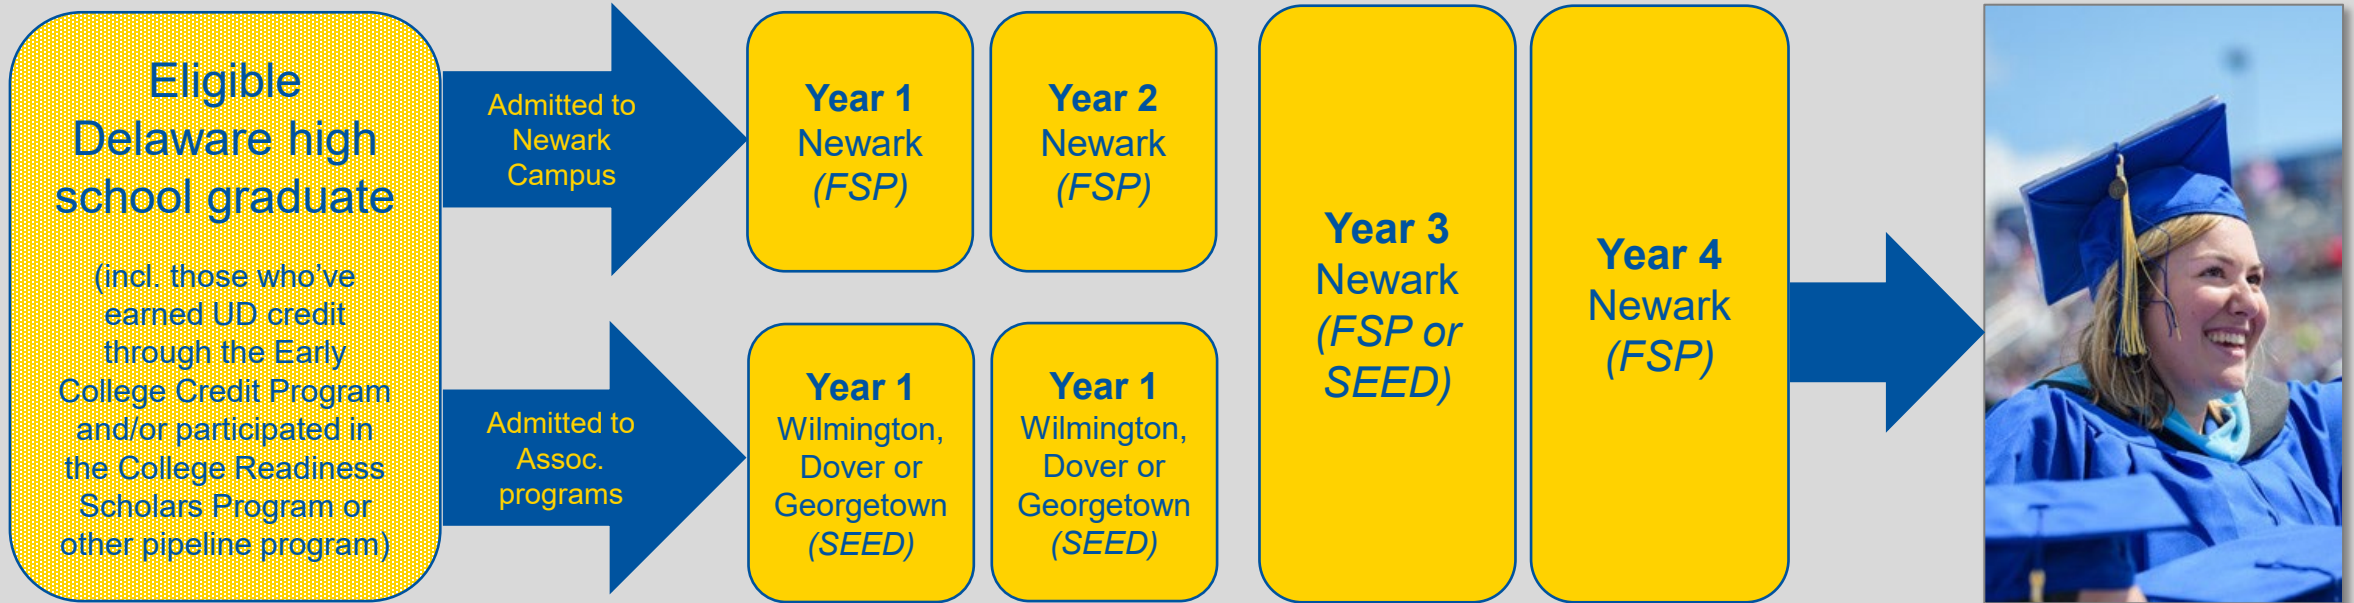 Eligible
Delaware high
school graduate
(incl. those who've
earned UD credit
through the Early
College Credit Program
and/or participated in
the College Readiness
Scholars Program or
other pipeline program)
Admitted to
Newark
Campus
Year 1
Newark
(FSP)
Year 2
Newark
(FSP)
Admitted to
Assoc.
programs
Year 1
Wilmington,
Dover or
Georgetown
(SEED)
Year 1
Wilmington,
Dover or
Georgetown
(SEED)
Year 3
Newark
(FSP or
SEED)
Year 4
Newark
(FSP)